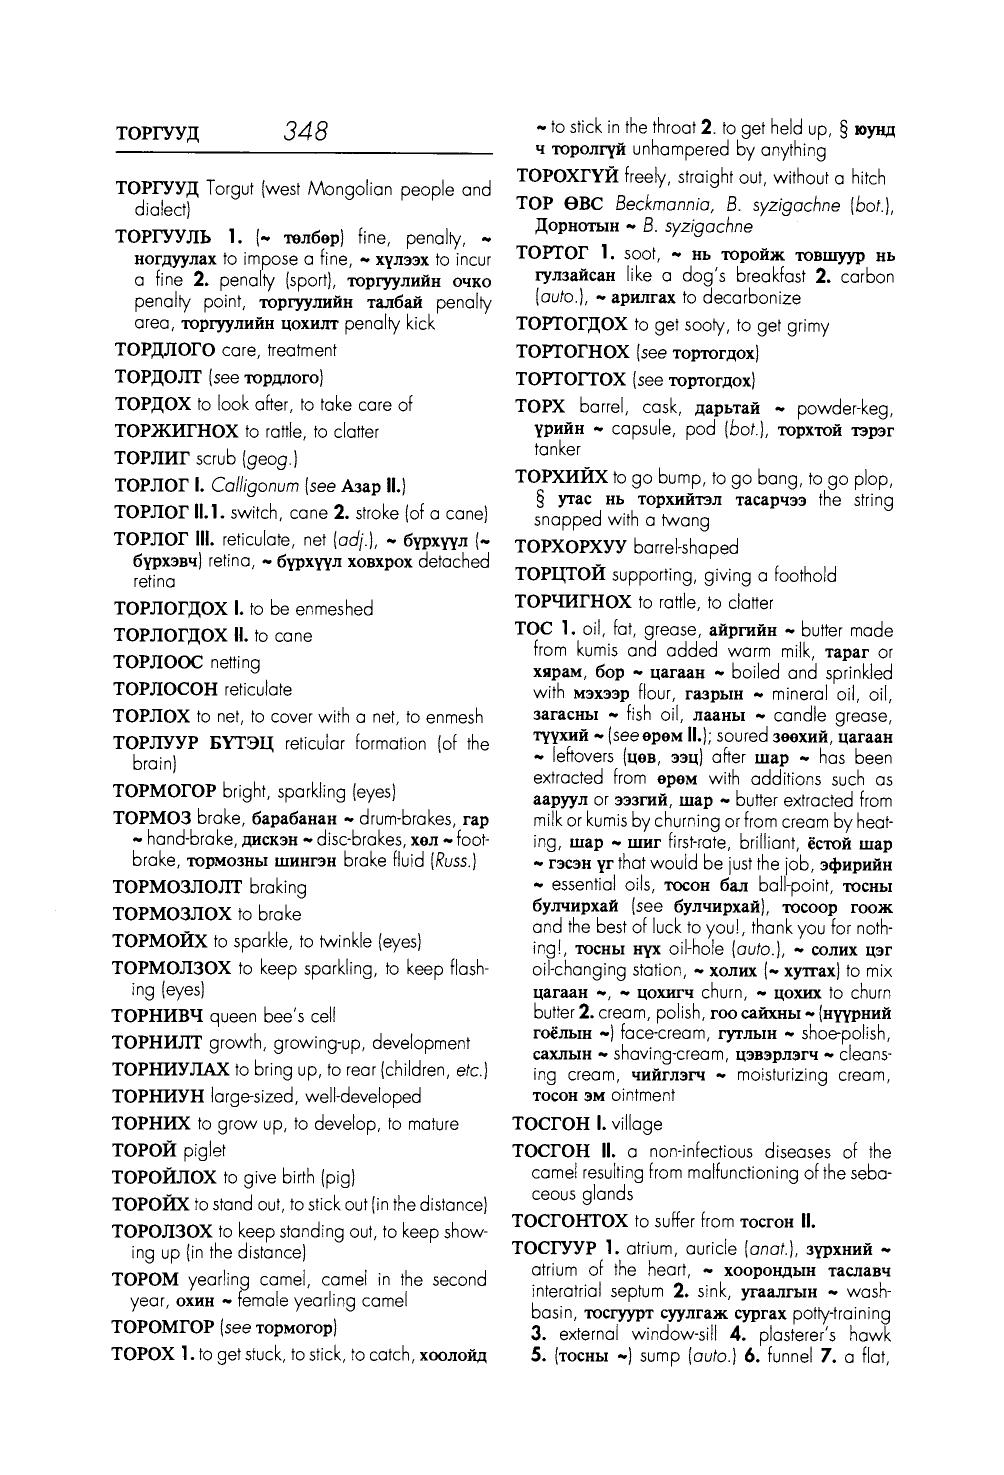 ТОРГУУД 348
ТОРГУУД Torgut (west Mongolian people and
dialect)
ТОРГУУЛЬ 1. (~ төлбөр) fine, penalty, ~
ногдуулах to impose a fine, ~ хүлээх to incur
a fine 2. penalty (sport), торгуулийн очко
penalty point, торгуулийн талбай penalty
area, торгуулийн цохилт penalty kick
ТОРДЛОГО care, treatment
ТОРДОЛТ (see тордлого)
ТОРДОХ to look after, to take care of
ТОРЖИГНОХ to rattle, to clatter
ТОРЛИГ scrub (geog.)
ТОРЛОГ I. Calligonum (see Азар II.)
ТОРЛОГ II.1. switch, cane 2. stroke (of a cane)
ТОРЛОГ III. reticulate, net (adj.), ~ бүрхүүл (~
бүрхэвч) retina, ~ бүрхүүл ховхрох detached
retina
ТОРЛОГДОХ I. to be enmeshed
ТОРЛОГДОХ II. to cane
ТОРЛООС netting
ТОРЛОСОН reticulate
ТОРЛОХ to net, to cover with a net, to enmesh
ТОРЛУУР БҮТЭЦ reticular formation (of the
brain)
ТОРМОГОР bright, sparkling (eyes)
ТОРМОЗ brake, барабанан ~ drum-brakes, гар
~ hand-brake, дискэн ~ disc-brakes, хөл ~ foot-
brake, тормозны шингэн brake fluid (Russ.)
ТОРМОЗЛОЛТ braking
ТОРМОЗЛОХ to brake
ТОРМОЙХ to sparkle, to twinkle (eyes)
ТОРМОЛЗОХ to keep sparkling, to keep flash-
ing (eyes)
ТОРНИВЧ queen bee's cell
ТОРНИЛТ growth, growing-up, development
ТОРНИУЛАХ to bring up, to rear (children, etc.)
ТОРНИУН large-sized, well-developed
ТОРНИХ to grow up, to develop, to mature
ТОРОЙ piglet
ТОРОЙЛОХ to give birth (pig)
ТОРОЙХ to stand out, to stick out (in the distance)
ТОРОЛЗОХ to keep standing out, to keep show-
ing up (in the distance)
ТОРОМ yearling camel, camel in the second
year, охин ~ female yearling camel
ТОРОМГОР (see тормогор)
ТОРОХ 1. to get stuck, to stick, to catch, хоолойд
~ to stick in the throat 2. to get held up, § юунд
ч торолгүй unhampered by anything
ТОРОХГҮЙ freely, straight out, without a hitch
ТОР ӨВС Beckmannia, B. syzigachne (bot.),
Дорнотын ~ B. syzigachne
ТОРТОГ 1. soot, ~ нь торойж товшуур нь
гулзайсан like a dog's breakfast 2. carbon
(auto.), ~ арилгах to decarbonize
ТОРТОГДОХ to get sooty, to get grimy
ТОРТОГНОХ (see тортогдох)
ТОРТОГТОХ (see тортогдох)
ТОРХ barrel, cask, дарьтай ~ powder-keg,
үрийн ~ capsule, pod (bot.), торхтой тэрэг
tanker
ТОРХИЙХ to go bump, to go bang, to go plop,
§ утас нь торхийтэл тасарчээ the string
snapped with a twang
ТОРХОРХУУ barrel-shaped
ТОРЦТОЙ supporting, giving a foothold
ТОРЧИГНОХ to rattle, to clatter
ТОС 1. oil, fat, grease, айргийн ~ butter made
from kumis and added warm milk, тараг or
хярам, бор ~ цагаан ~ boiled and sprinkled
with мэхээр flour, газрын ~ mineral oil, oil,
загасны ~ fish oil, лааны ~ candle grease,
түүхий ~ (see өрөм II.); soured зөөхий, цагаан
~ leftovers (цөв, ээц) after шар ~ has been
extracted from өрөм with additions such as
ааруул or ээзгий, шар ~ butter extracted from
milk or kumis by churning or from cream by heat-
ing, шар ~ шиг first-rate, brilliant, ёстой шар
~ гэсэн үг that would be just the job, эфирийн
~ essential oils, тосон бал ball-point, тосны
булчирхай (see булчирхай), тосоор гоож
and the best of luck to you!, thank you for noth-
ing!, тосны нүх oil-hole (auto.), ~ солих цэг
oil-changing station, ~ холих (~ хутгах) to mix
цагаан ~, ~ цохигч churn, ~ цохих to churn
butter 2. cream, polish, гоо сайхны ~ (нүүрний
гоёлын ~) face-cream, гутлын ~ shoe-polish,
сахлын ~ shaving-cream, цэвэрлэгч ~ cleans-
ing cream, чийглэгч ~ moisturizing cream,
тосон эм ointment
ТОСГОН I. village
ТОСГОН II. a non-infectious diseases of the
camel resulting from malfunctioning of the seba-
ceous glands
ТОСГОНТОХ to suffer from тосгон II.
ТОСГУУР 1. atrium, auricle (anat.), зүрхний ~
atrium of the heart, ~ хоорондын таславч
interatrial septum 2. sink, угаалгын ~ wash-
basin, тосгуурт суулгаж сургах potty-training
3. external window-sill 4. plasterer's hawk
5. (тосны ~) sump (auto.) 6. funnel 7. a flat,